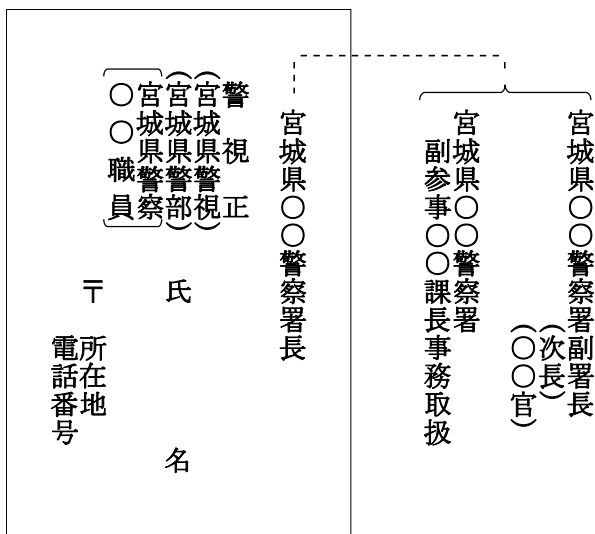 宮城県○○警察署副署長
(次長)
(○○官)
宮城県○○警察署
副参事○○課長事務取扱
宮城県○○警察署長
警視正
(宮城県警視)
(宮城県警部)
宮城県警察
○○職員
氏名
〒 所在地
電話番号